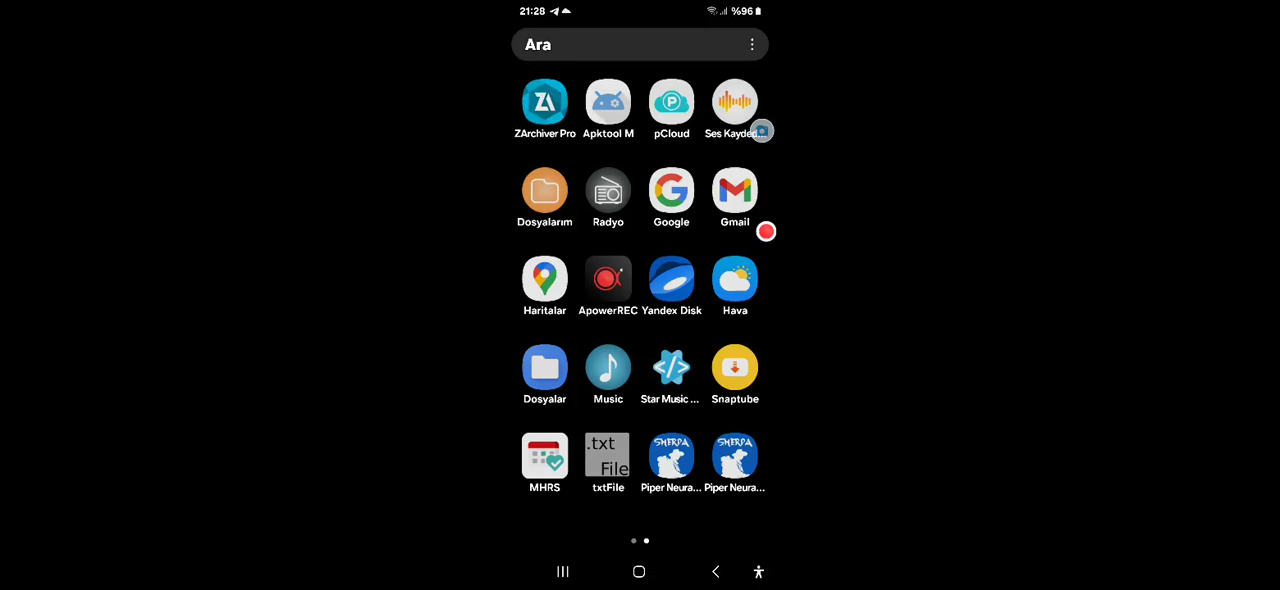 21:28 %96
Ara
ZArchiver Pro Apktool M pCloud Ses Kayded...
Dosyalarım Radyo Google Gmail
Haritalar ApowerREC Yandex Disk Hava
Dosyalar Music Star Music ... Snaptube
.txt SHERPA SHERPA
File
MHRS txtFile Piper Neura... Piper Neura...